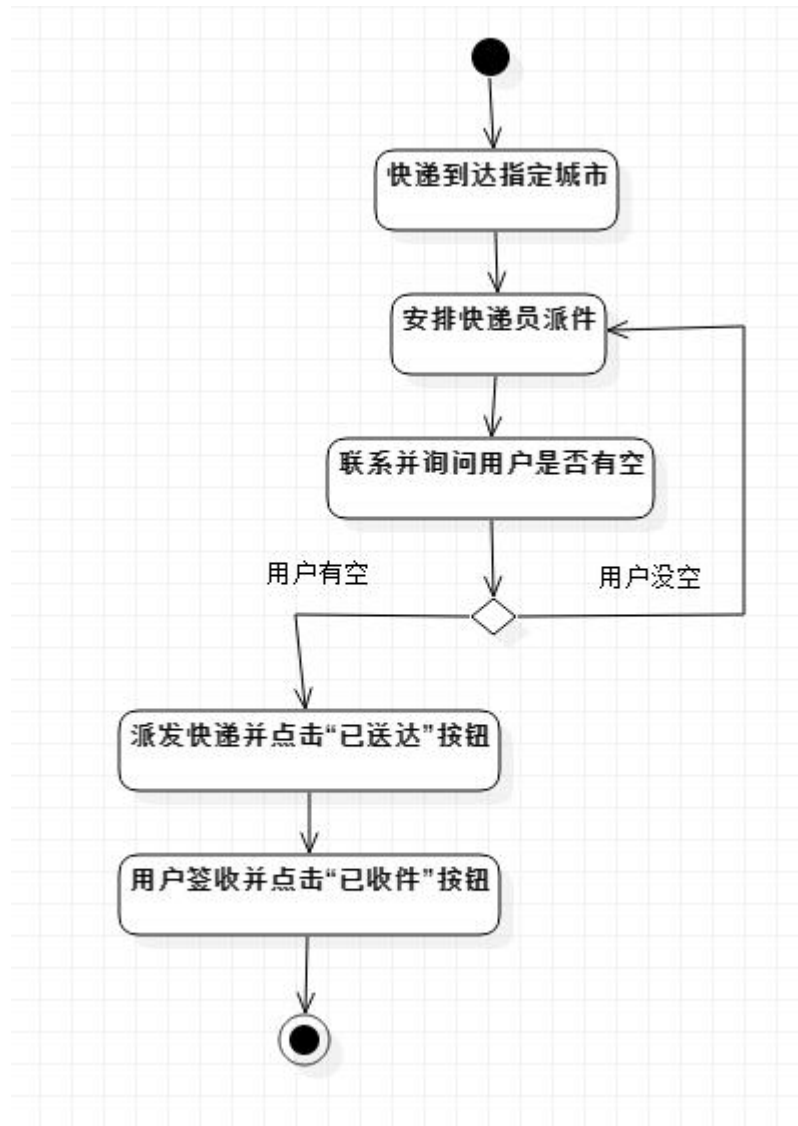 快递到达指定城市
安排快递员派件
联系并询问用户是否有空
用户有空
用户没空
派发快递并点击“已送达”按钮
用户签收并点击“已收件”按钮